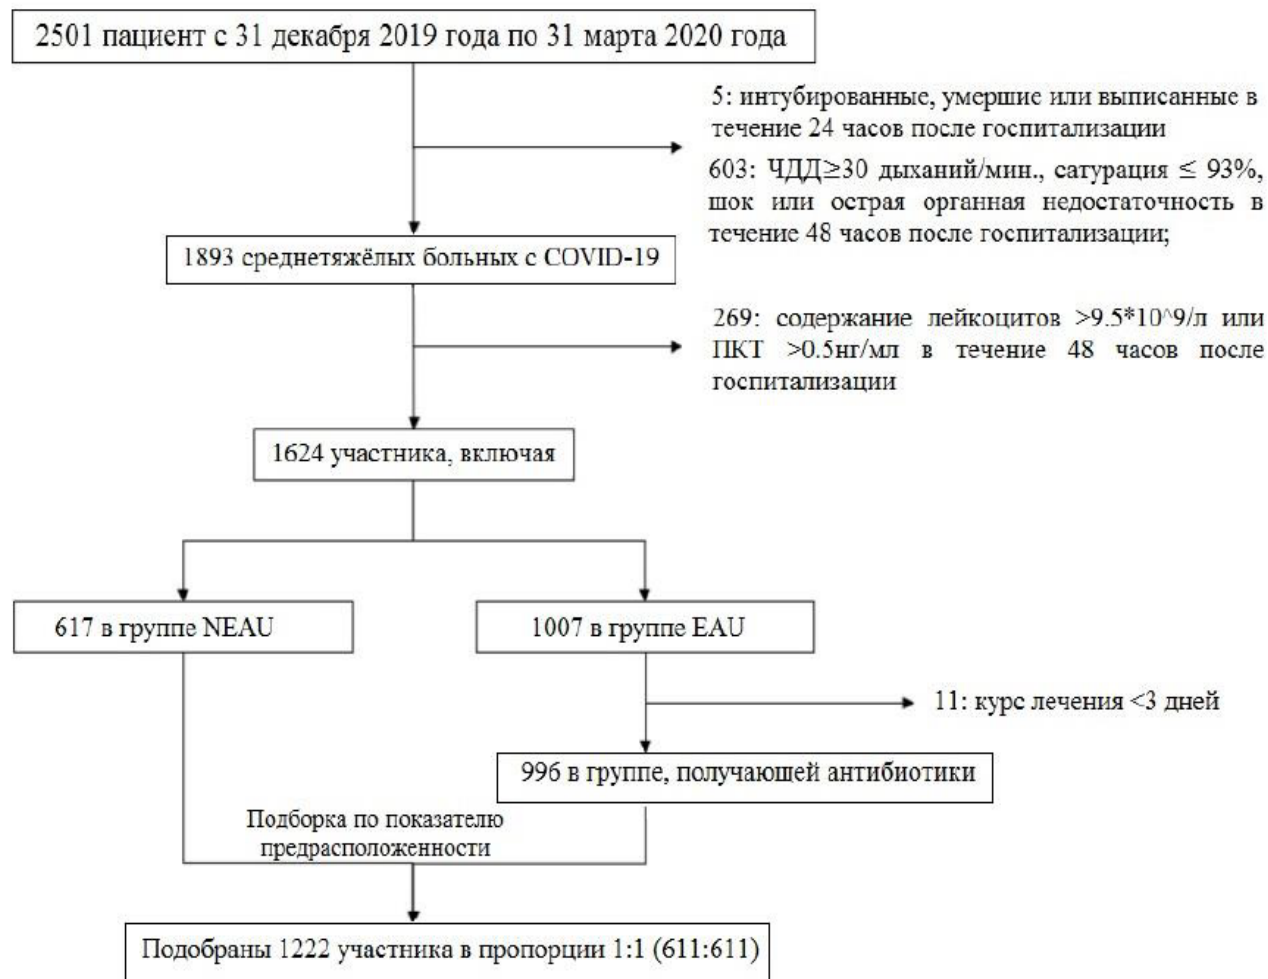 2501 пациент с 31 декабря 2019 года по 31 марта 2020 года
5: интубированные, умершие или выписанные в
течение 24 часов после госпитализации
603: ЧДД≥30 дыханий/мин., сатурация ≤ 93%,
шок или острая органная недостаточность в
течение 48 часов после госпитализации;
1893 среднетяжёлых больных с COVID-19
269: содержание лейкоцитов >9.5*10^9/л или
ПКТ >0.5нг/мл в течение 48 часов после
госпитализации
1624 участника, включая
617 в группе NEAU
1007 в группе EAU
11: курс лечения <3 дней
996 в группе, получающей антибиотики
Подборка по показателю
предрасположенности
Подобраны 1222 участника в пропорции 1:1 (611:611)